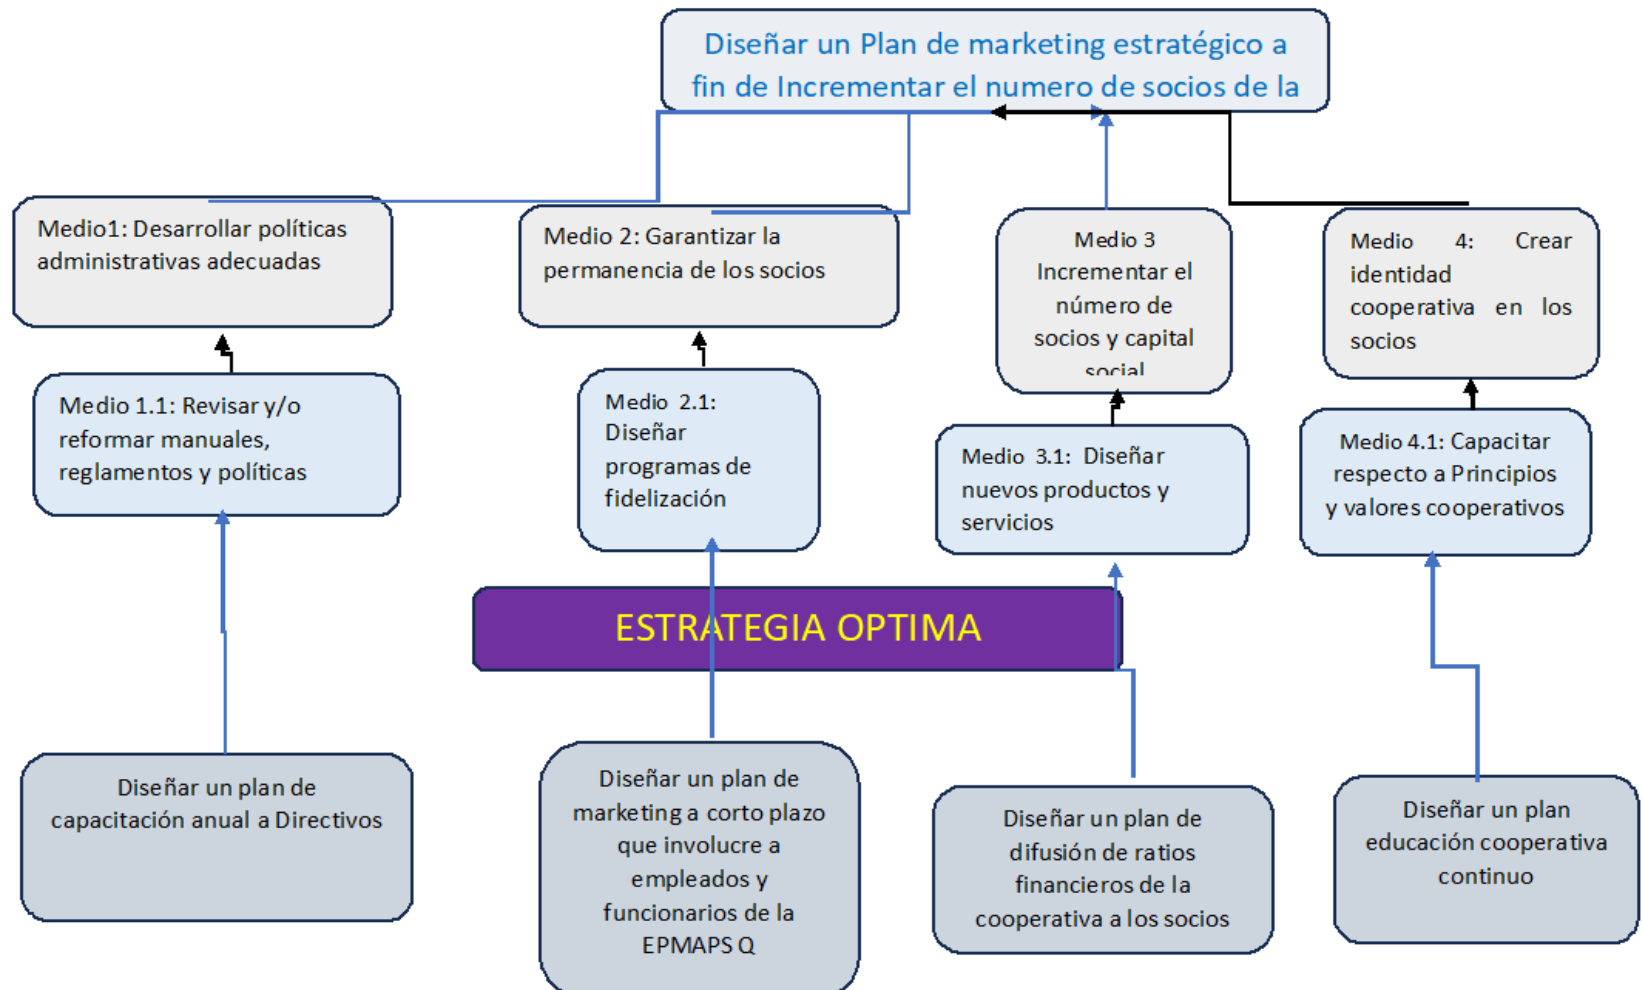 Diseñar un Plan de marketing estratégico a
fin de Incrementar el numero de socios de la
Medio1: Desarrollar políticas
administrativas adecuadas
Medio 2: Garantizar la
permanencia de los socios
Medio 3
Incrementar el
número de
socios y capital
social
Medio 4: Crear
identidad
cooperativa en los
socios
Medio 1.1: Revisar y/o
reformar manuales,
reglamentos y políticas
Medio 2.1:
Diseñar
programas de
fidelización
Medio 3.1: Diseñar
nuevos productos y
servicios
Medio 4.1: Capacitar
respecto a Principios
y valores cooperativos
ESTRATEGIA OPTIMA
Diseñar un plan de
capacitación anual a Directivos
Diseñar un plan de
marketing a corto plazo
que involucre a
empleados y
funcionarios de la
EPMAPS Q
Diseñar un plan de
difusión de ratios
financieros de la
cooperativa a los socios
Diseñar un plan
educación cooperativa
continuo